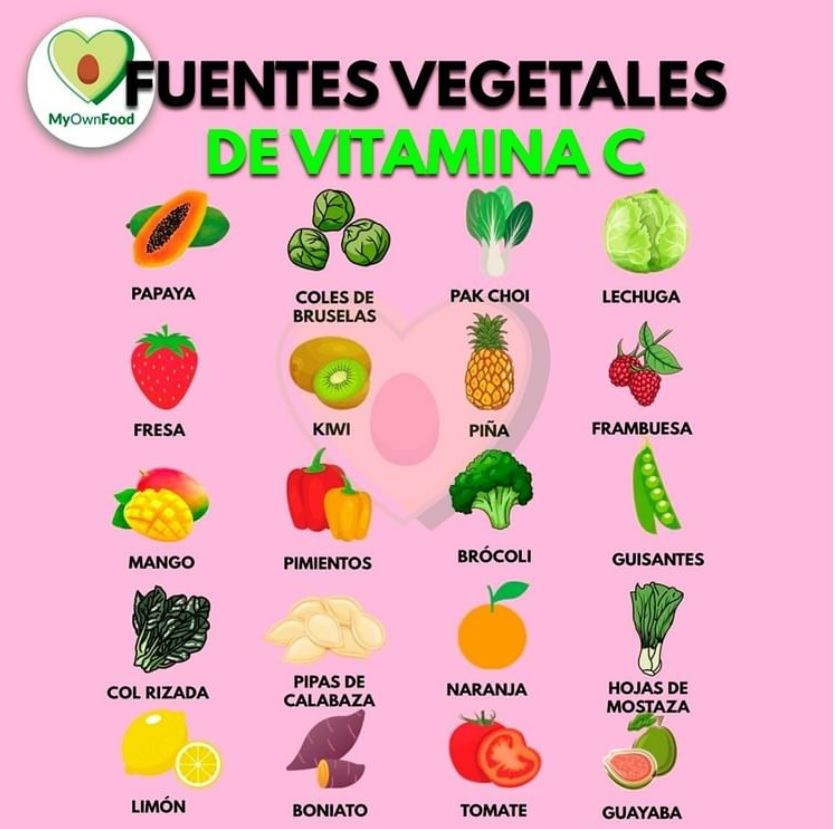 MyOwnFood
FUENTES VEGETALES
DE VITAMINA C
PAPAYA
COLES DE
BRUSELAS
PAK CHOI
LECHUGA
FRESA
KIWI
PIÑA
FRAMBUESA
MANGO
PIMIENTOS
BRÓCOLI
GUISANTES
COL RIZADA
PIPAS DE
CALABAZA
NARANJA
HOJAS DE
MOSTAZA
LIMÓN
BONIATO
TOMATE
GUAYABA